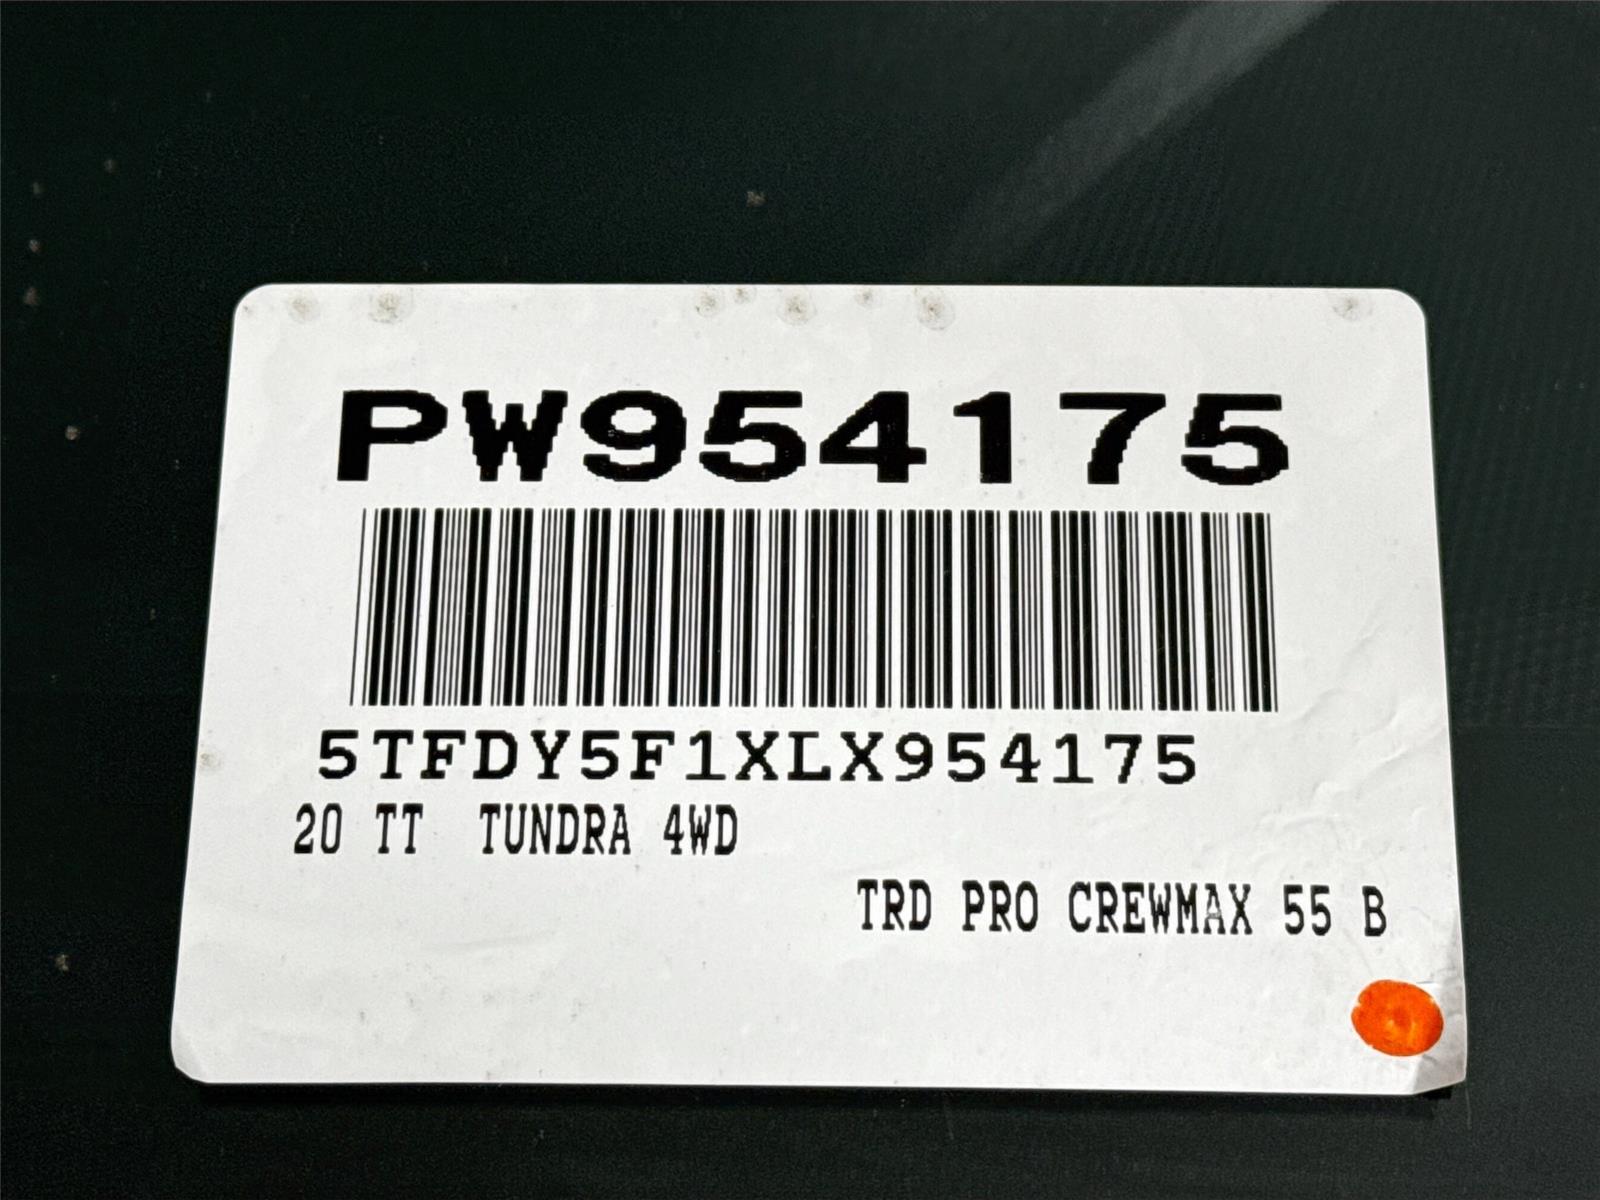 PW954175
5TFDY5F1XLX954175
20 TT TUNDRA 4WD
TRD PRO CREWMAX 55 B